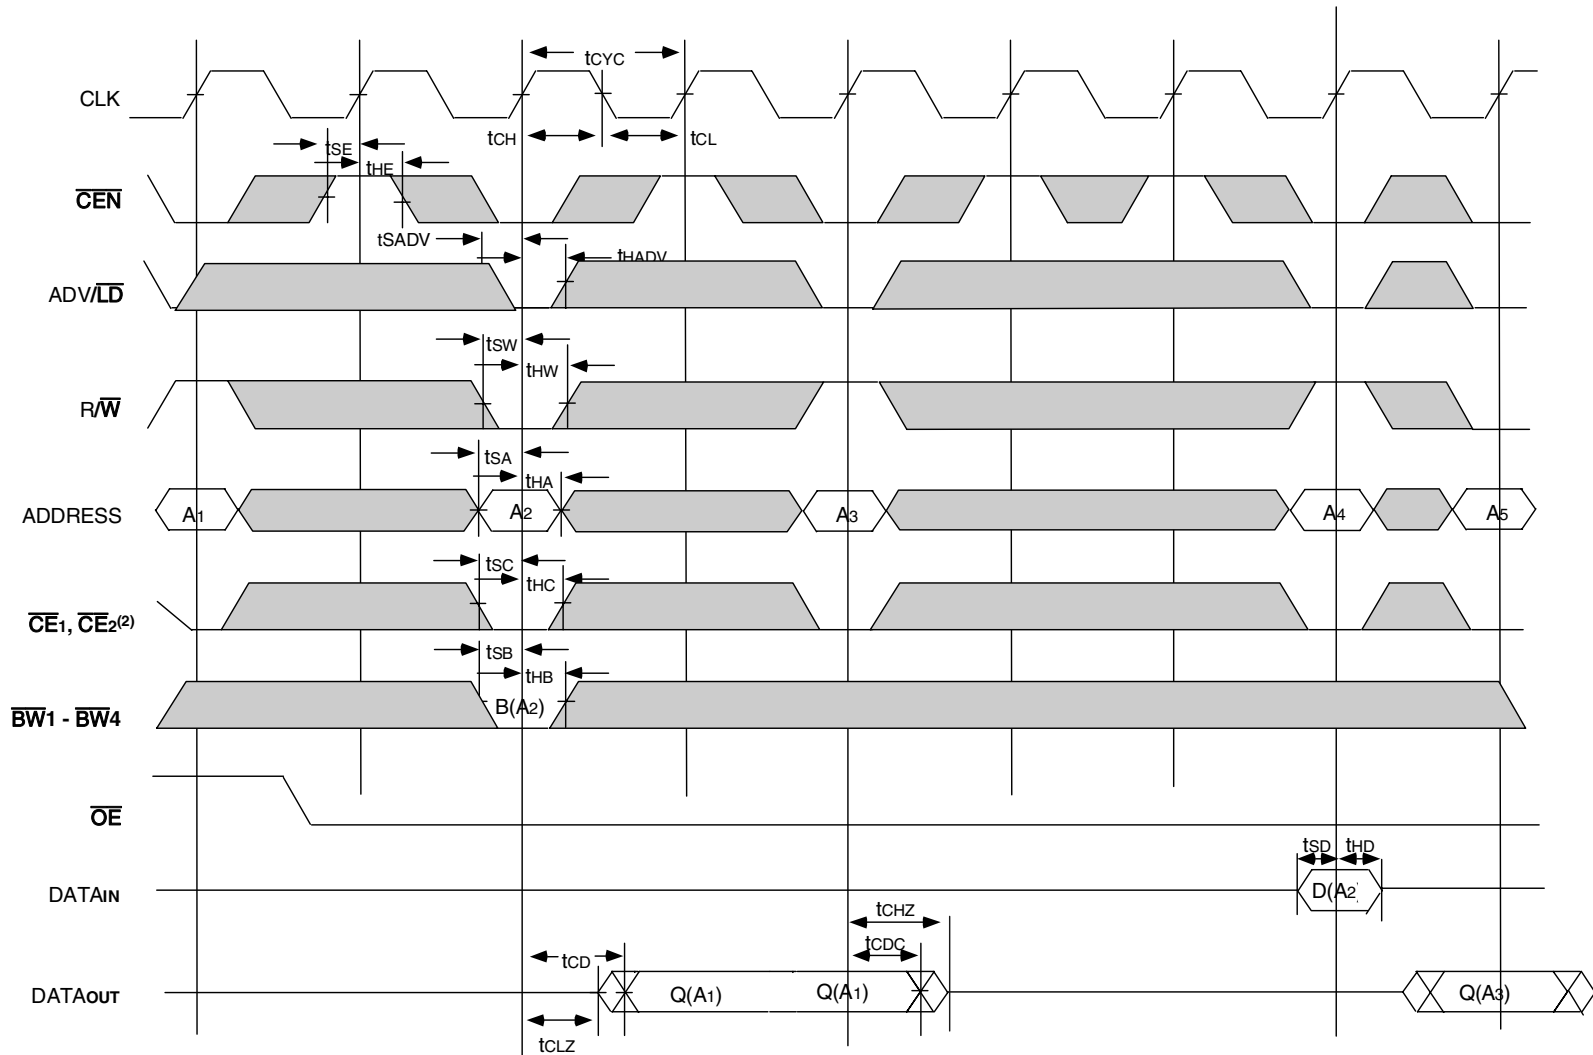 tCYC
CLK
tCH
tCL
tSE
tHE
CEN
tSADV
tHADV
ADV/LD
tSW
tHW
R/W
tSA
tHA
ADDRESS
A1
A2
A3
A4
A5
tSC
tHC
CE1, CE2(2)
tSB
tHB
BW1 - BW4
B(A2)
OE
tSD
tHD
DATAIN
D(A2)
tCHZ
tCDC
tCD
DATAOUT
Q(A1)
Q(A1)
Q(A3)
tCLZ